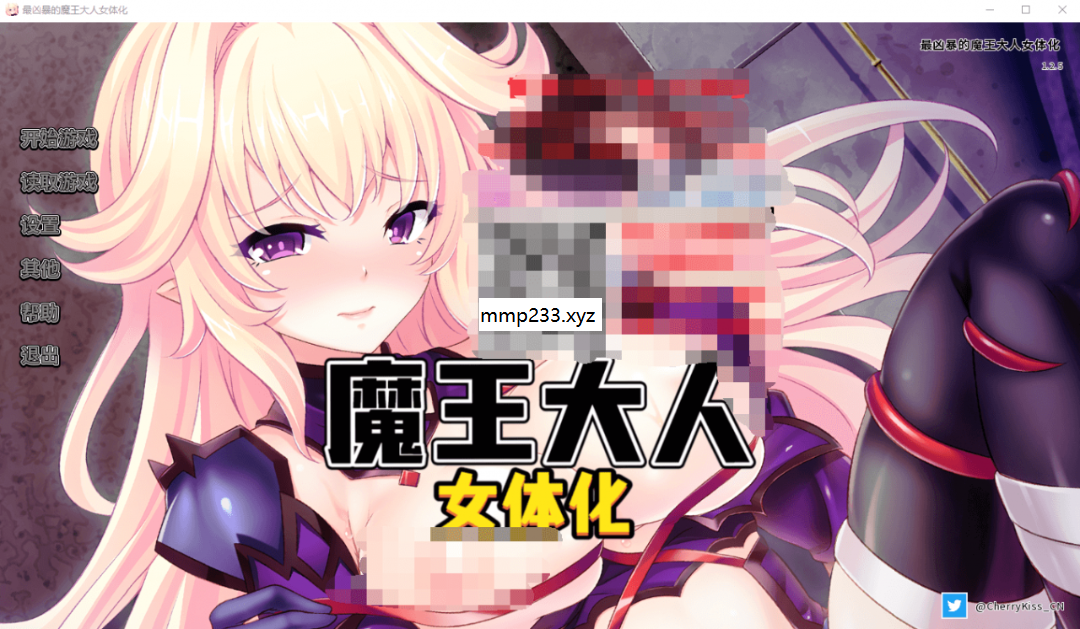 最凶暴的魔王大人女体化
最凶暴的魔王大人女体化
1.2.5
开始游戏
读取游戏
设置
其他
帮助
退出
mmp233.xyz
魔王大人
女体化
@CherryKiss_CN